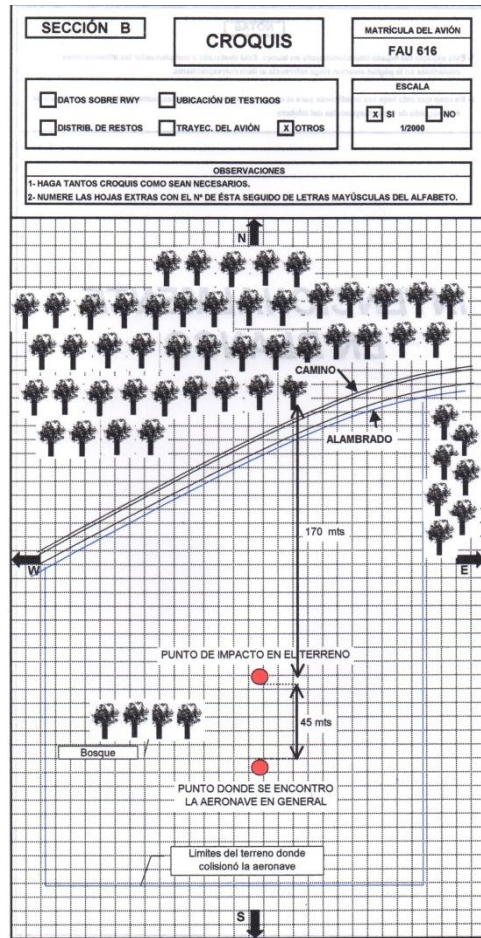 SECCIÓN B
CROQUIS
MATRÍCULA DEL AVIÓN
FAU 616
DATOS SOBRE RWY
UBICACIÓN DE TESTIGOS
DISTRIB. DE RESTOS
TRAYEC. DEL AVIÓN
X OTROS
ESCALA
X SI
NO
1/2000
OBSERVACIONES
1- HAGA TANTOS CROQUIS COMO SEAN NECESARIOS.
2- NUMERE LAS HOJAS EXTRAS CON EL Nº DE ÉSTA SEGUIDO DE LETRAS MAYÚSCULAS DEL ALFABETO.
N
CAMINO
ALAMBRADO
170 mts
W
E
PUNTO DE IMPACTO EN EL TERRENO
45 mts
Bosque
PUNTO DONDE SE ENCONTRO
LA AERONAVE EN GENERAL
Limites del terreno donde
colisionó la aeronave
S